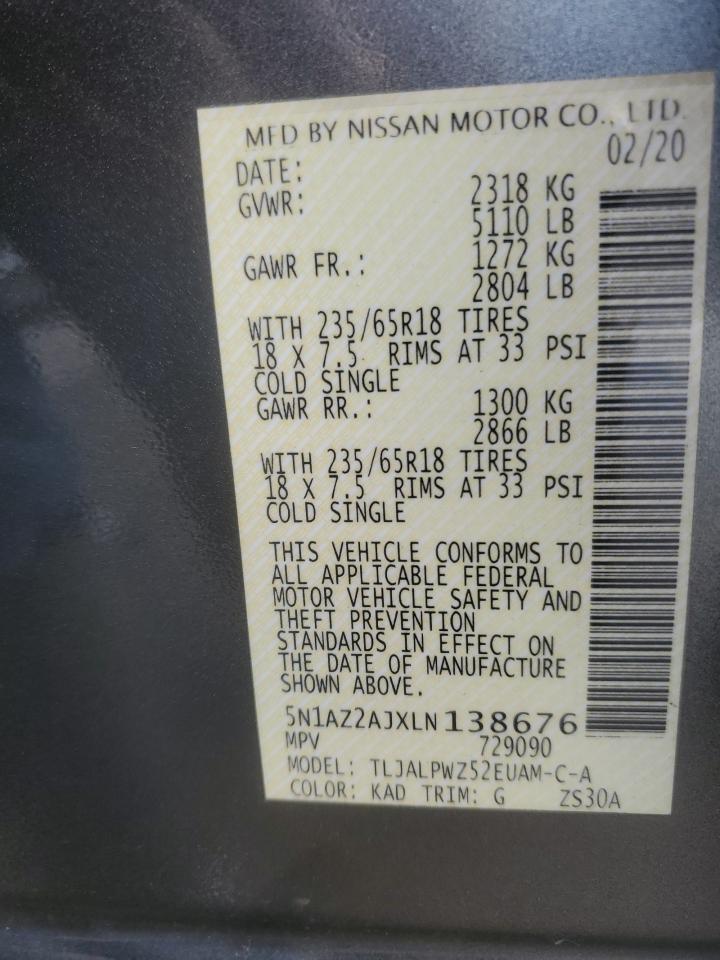 MFD BY NISSAN MOTOR CO., LTD.
DATE: 02/20
GVWR: 2318 KG
5110 LB
GAWR FR.: 1272 KG
2804 LB
WITH 235/65R18 TIRES
18 X 7.5 RIMS AT 33 PSI
COLD SINGLE
GAWR RR.: 1300 KG
2866 LB
WITH 235/65R18 TIRES
18 X 7.5 RIMS AT 33 PSI
COLD SINGLE
THIS VEHICLE CONFORMS TO
ALL APPLICABLE FEDERAL
MOTOR VEHICLE SAFETY AND
THEFT PREVENTION
STANDARDS IN EFFECT ON
THE DATE OF MANUFACTURE
SHOWN ABOVE.
5N1AZ2AJXLN138676
MPV 729090
MODEL: TLJALPWZ52EUAM-C-A
COLOR: KAD TRIM: G ZS30A